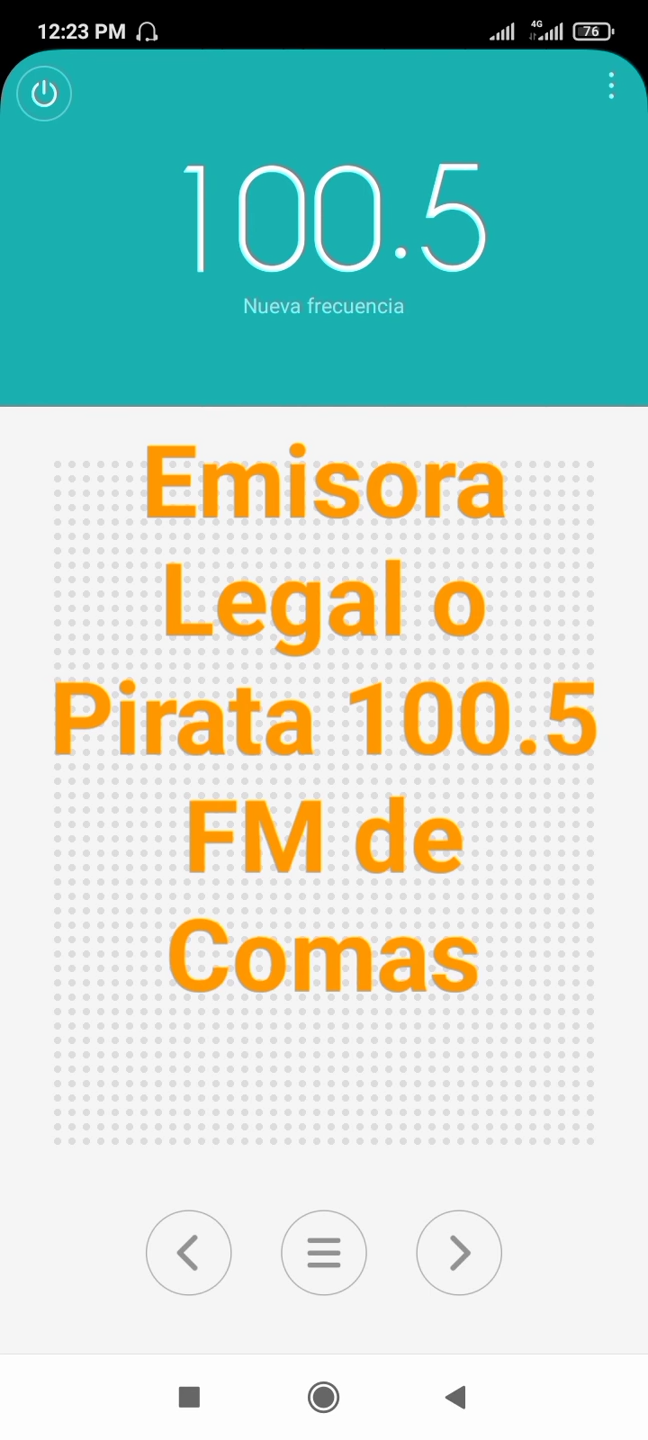 12:23 PM
4G
76
100.5
Nueva frecuencia
Emisora
Legal o
Pirata 100.5
FM de
Comas